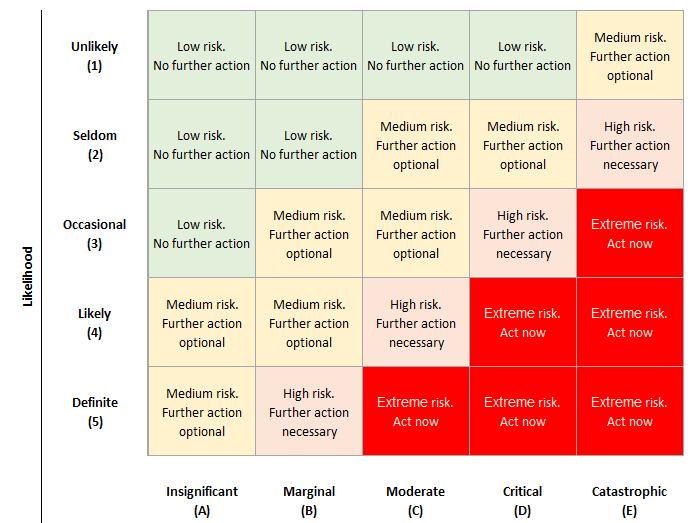 Likelihood
Unlikely
(1)
Low risk.
No further action
Low risk.
No further action
Low risk.
No further action
Low risk.
No further action
Medium risk.
Further action
optional
Seldom
(2)
Low risk.
No further action
Low risk.
No further action
Medium risk.
Further action
optional
Medium risk.
Further action
optional
High risk.
Further action
necessary
Occasional
(3)
Low risk.
No further action
Medium risk.
Further action
optional
Medium risk.
Further action
optional
High risk.
Further action
necessary
Extreme risk.
Act now
Likely
(4)
Medium risk.
Further action
optional
Medium risk.
Further action
optional
High risk.
Further action
necessary
Extreme risk.
Act now
Extreme risk.
Act now
Definite
(5)
Medium risk.
Further action
optional
High risk.
Further action
necessary
Extreme risk.
Act now
Extreme risk.
Act now
Extreme risk.
Act now
Insignificant
(A)
Marginal
(B)
Moderate
(C)
Critical
(D)
Catastrophic
(E)